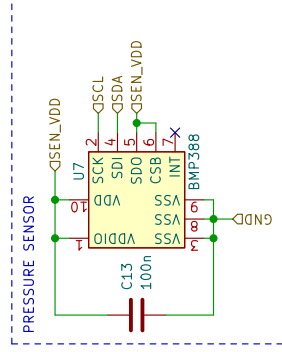 SCL
SDA
SEN_VDD
SEN_VDD
2
4
5
6
7
U7
SCK
SDI
SDO
CSB
INT
BMP388
10
VDD
VSS
9
8
VSS
1
VDDIO
VSS
3
GND
C13
100n
PRESSURE SENSOR